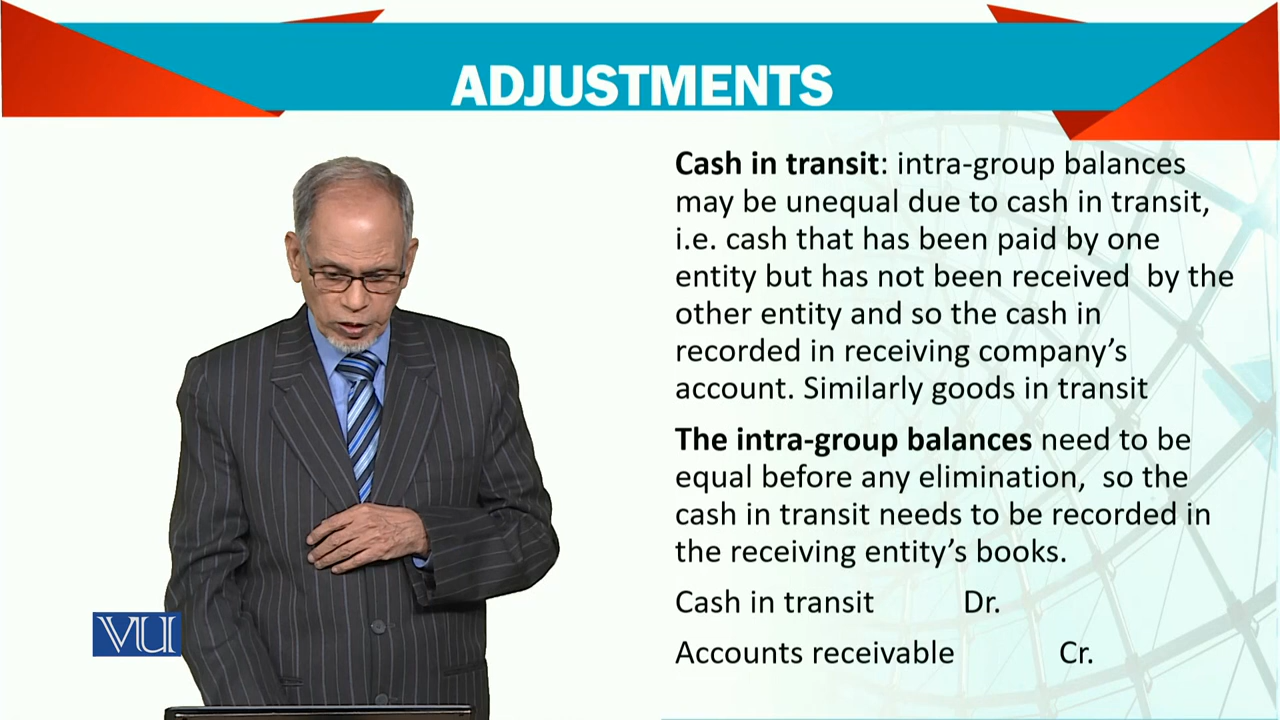 ADJUSTMENTS
Cash in transit: intra-group balances
may be unequal due to cash in transit,
i.e. cash that has been paid by one
entity but has not been received by the
other entity and so the cash in
recorded in receiving company’s
account. Similarly goods in transit
The intra-group balances need to be
equal before any elimination, so the
cash in transit needs to be recorded in
the receiving entity’s books.
Cash in transit Dr.
Accounts receivable Cr.
VU